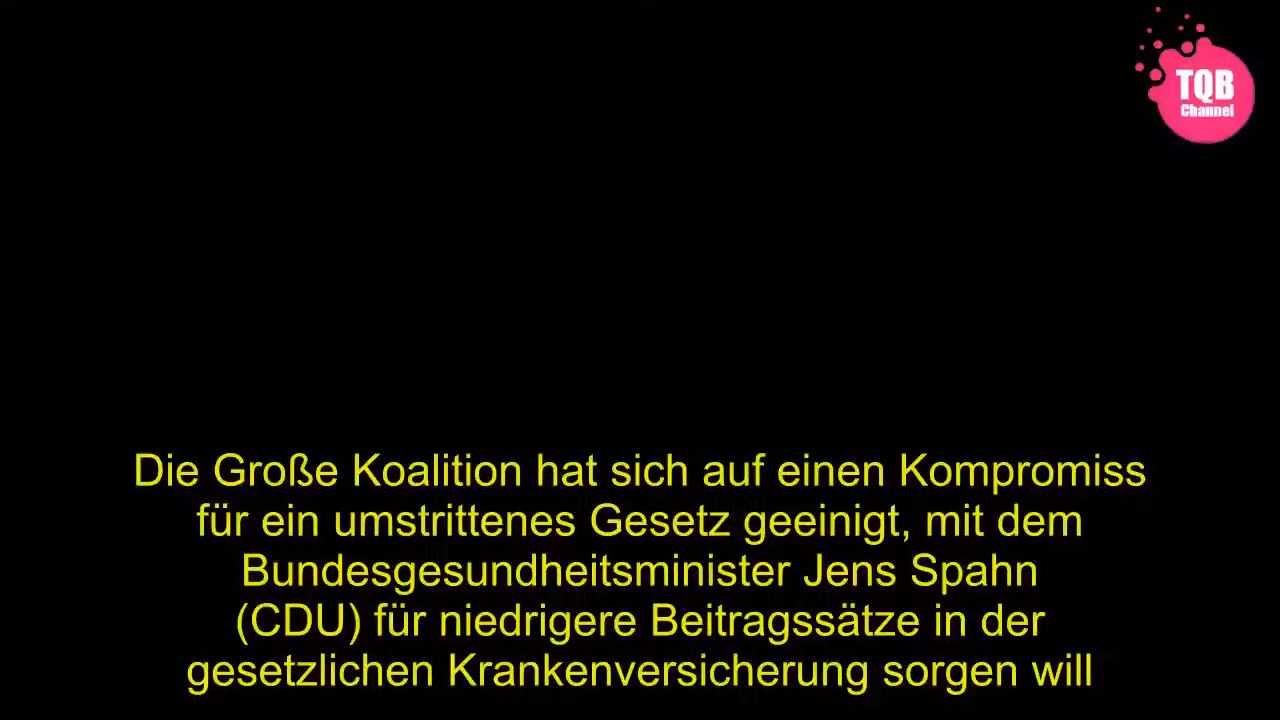 TQB
Channel
Die Große Koalition hat sich auf einen Kompromiss
für ein umstrittenes Gesetz geeinigt, mit dem
Bundesgesundheitsminister Jens Spahn
(CDU) für niedrigere Beitragssätze in der
gesetzlichen Krankenversicherung sorgen will